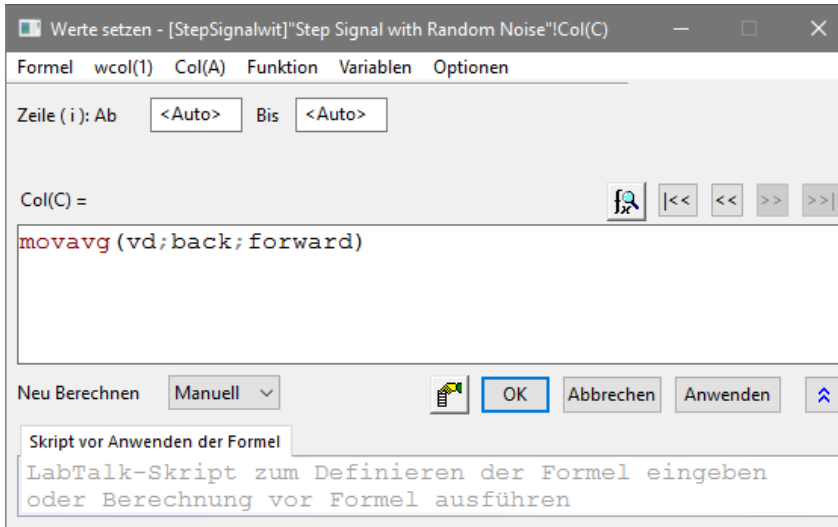 Werte setzen - [StepSignalwit]"Step Signal with Random Noise"!Col(C)
Formel wcol(1) Col(A) Funktion Variablen Optionen
Zeile ( i ): Ab <Auto> Bis <Auto>
Col(C) = |<< << >> >>|
movavg(vd;back;forward)
Neu Berechnen Manuell OK Abbrechen Anwenden
Skript vor Anwenden der Formel
LabTalk-Skript zum Definieren der Formel eingeben
oder Berechnung vor Formel ausführen